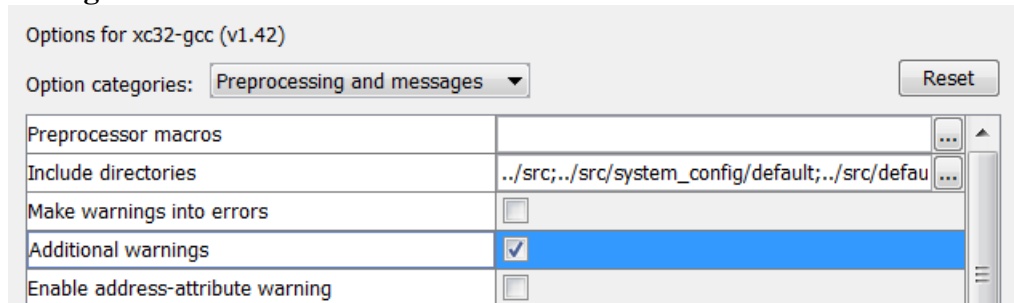 Options for xc32-gcc (v1.42)
Option categories: Preprocessing and messages Reset
Preprocessor macros ...
Include directories ../src;../src/system_config/default;../src/defau ...
Make warnings into errors
Additional warnings
Enable address-attribute warning